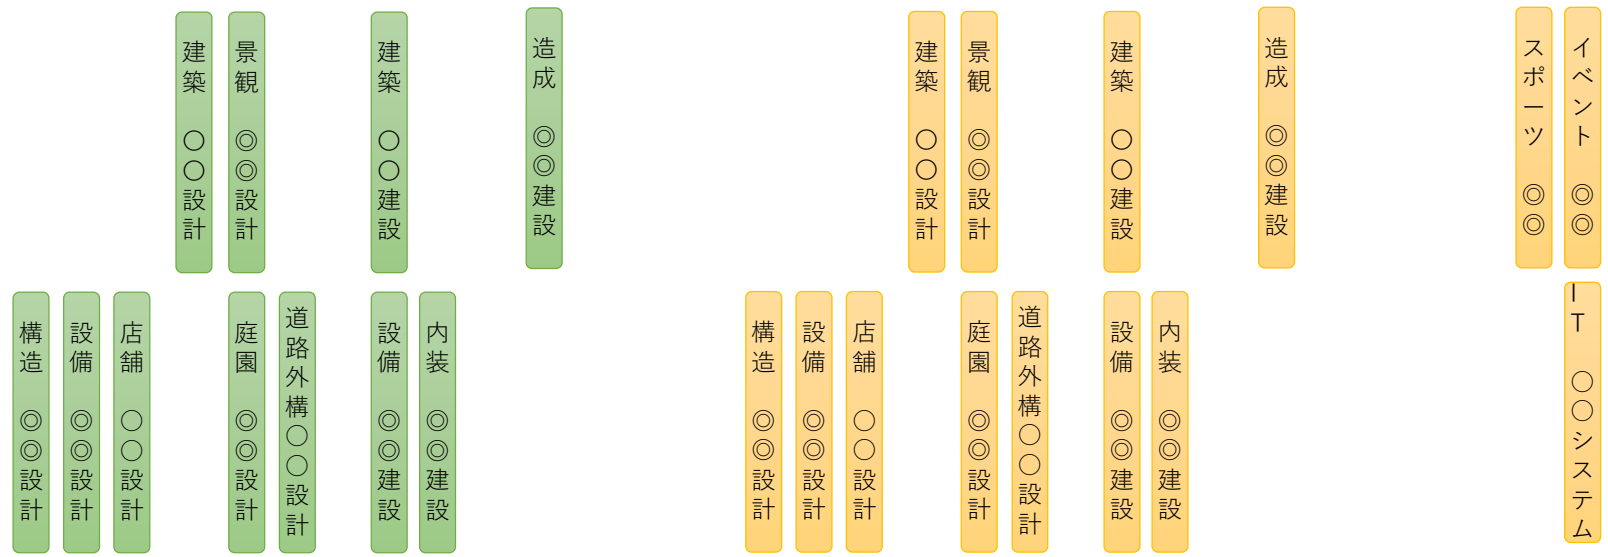 建築　〇〇設計
景観　◎◎設計
建築　〇〇建設
造成　◎◎建設
構造　◎◎設計
設備　◎◎設計
店舗　〇〇設計
庭園　◎◎設計
道路外構〇〇設計
設備　◎◎建設
内装　◎◎建設
建築　〇〇設計
景観　◎◎設計
建築　〇〇建設
造成　◎◎建設
スポーツ　◎◎
イベント　◎◎
構造　◎◎設計
設備　◎◎設計
店舗　〇〇設計
庭園　◎◎設計
道路外構〇〇設計
設備　◎◎建設
内装　◎◎建設
IT　〇〇システム